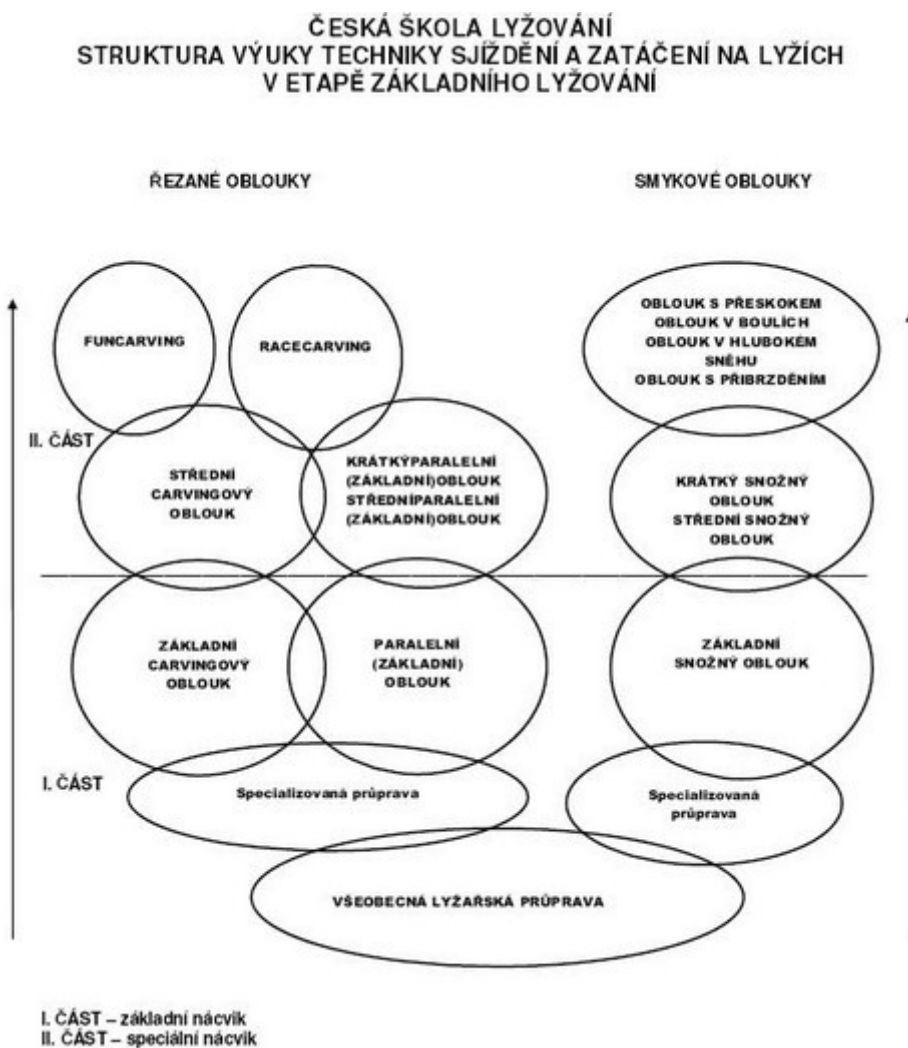 ČESKÁ ŠKOLA LYŽOVÁNÍ
STRUKTURA VÝUKY TECHNIKY SJÍŽDĚNÍ A ZATÁČENÍ NA LYŽÍCH
V ETAPĚ ZÁKLADNÍHO LYŽOVÁNÍ
ŘEZANÉ OBLOUKY
SMYKOVÉ OBLOUKY
FUNCARVING
RACECARVING
OBLOUK S PŘESKOKEM
OBLOUK V BOULÍCH
OBLOUK V HLUBOKÉM
SNĚHU
OBLOUK S PŘIBRZDĚNÍM
II. ČÁST
STŘEDNÍ
CARVINGOVÝ
OBLOUK
KRÁTKÝPARALELNÍ
(ZÁKLADNÍ)OBLOUK
STŘEDNÍPARALELNÍ
(ZÁKLADNÍ)OBLOUK
KRÁTKÝ SNOŽNÝ
OBLOUK
STŘEDNÍ SNOŽNÝ
OBLOUK
ZÁKLADNÍ
CARVINGOVÝ
OBLOUK
PARALELNÍ
(ZÁKLADNÍ)
OBLOUK
ZÁKLADNÍ
SNOŽNÝ OBLOUK
I. ČÁST
Specializovaná průprava
Specializovaná
průprava
VŠEOBECNÁ LYŽAŘSKÁ PRŮPRAVA
I. ČÁST – základní nácvik
II. ČÁST – speciální nácvik